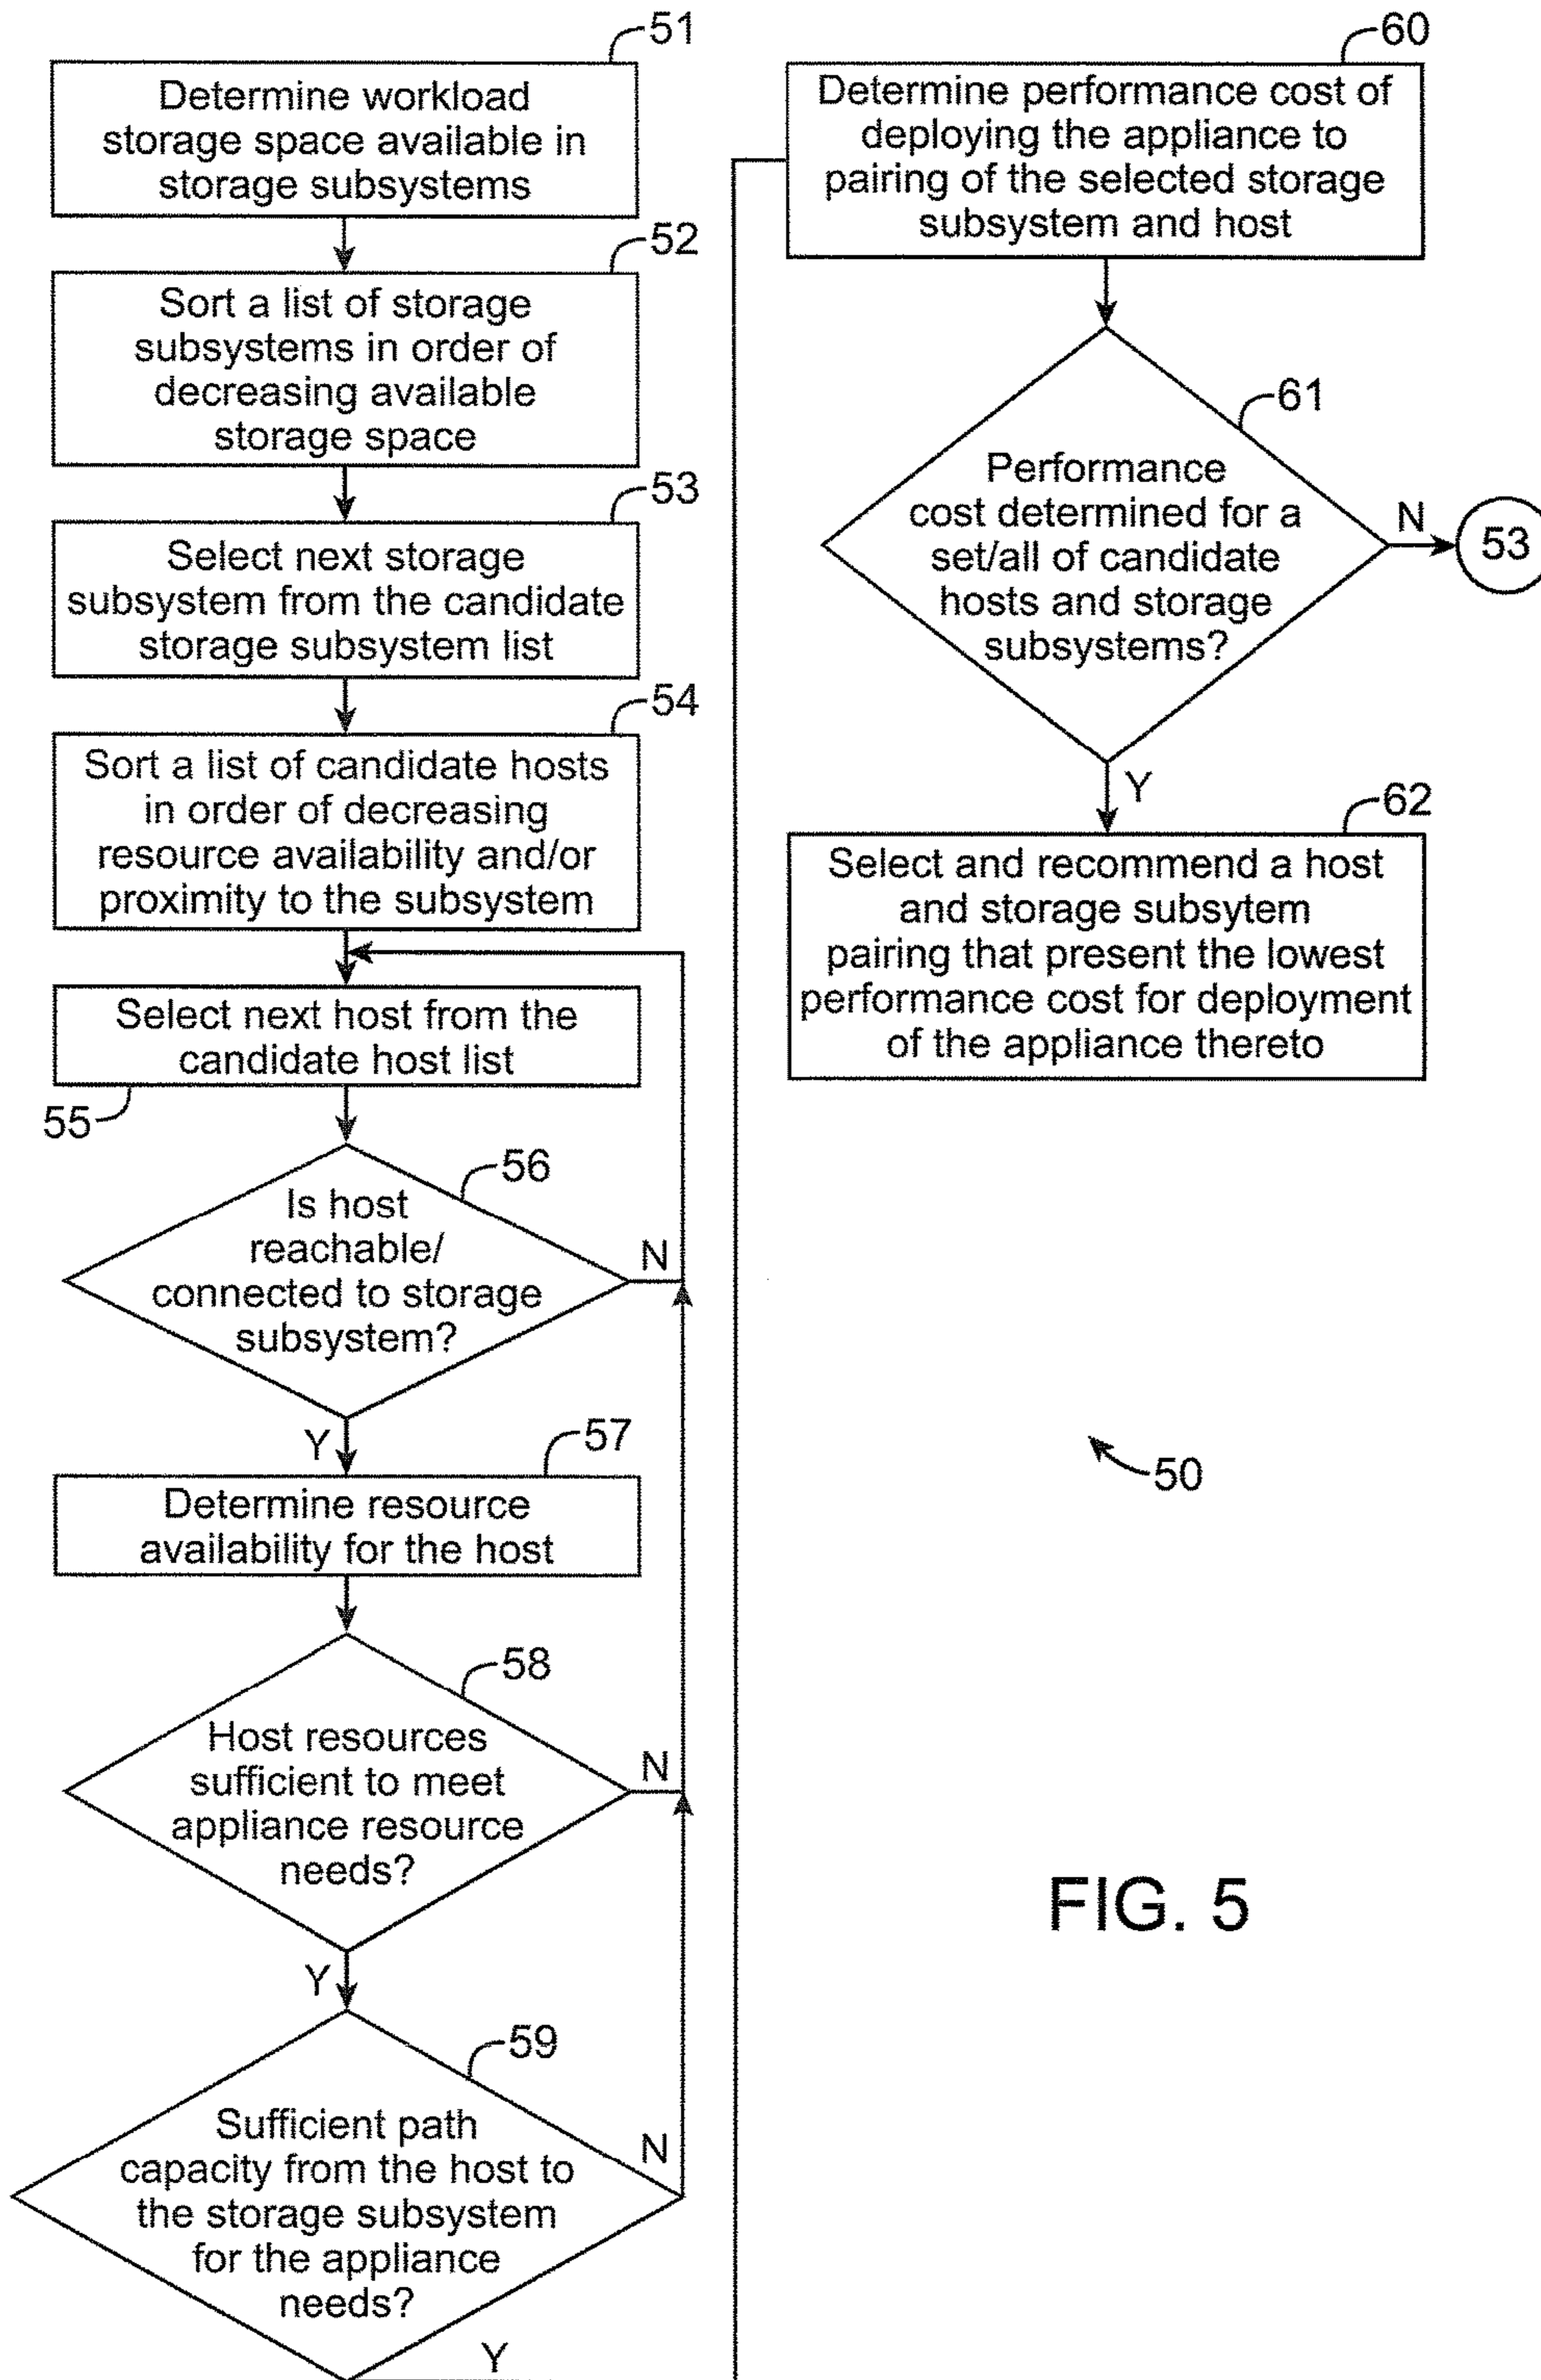 51
Determine workload
storage space available in
storage subsystems
52
Sort a list of storage
subsystems in order of
decreasing available
storage space
53
Select next storage
subsystem from the candidate
storage subsystem list
54
Sort a list of candidate hosts
in order of decreasing
resource availability and/or
proximity to the subsystem
Select next host from the
candidate host list
55
56
Is host
reachable/
connected to storage
subsystem?
N
Y
57
Determine resource
availability for the host
58
Host resources
sufficient to meet
appliance resource
needs?
N
Y
59
Sufficient path
capacity from the host to
the storage subsystem
for the appliance
needs?
N
Y
60
Determine performance cost of
deploying the appliance to
pairing of the selected storage
subsystem and host
61
Performance
cost determined for a
set/all of candidate
hosts and storage
subsystems?
N
53
Y
62
Select and recommend a host
and storage subsytem
pairing that present the lowest
performance cost for deployment
of the appliance thereto
50
FIG. 5